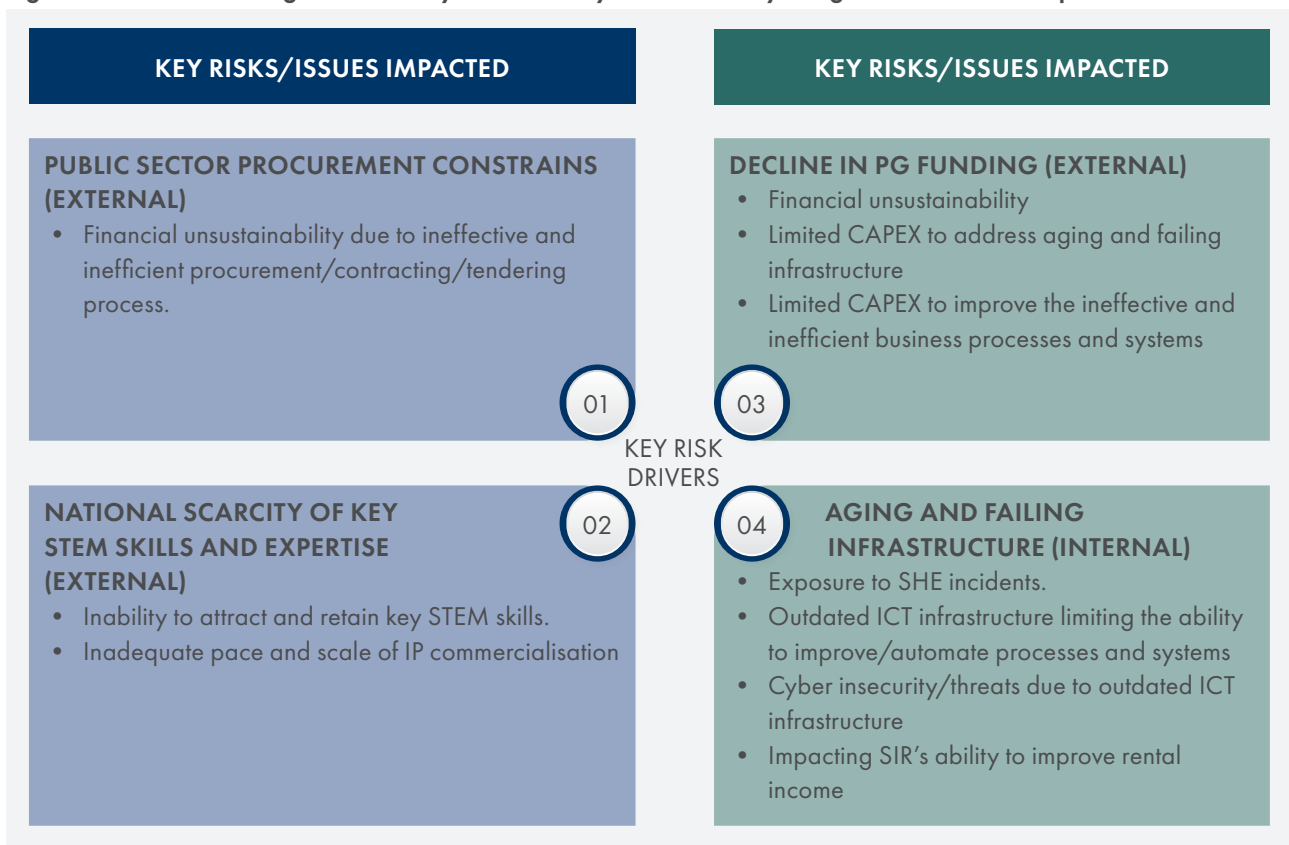 KEY RISKS/ISSUES IMPACTED
PUBLIC SECTOR PROCUREMENT CONSTRAINS
(EXTERNAL)
• Financial unsustainability due to ineffective and
inefficient procurement/contracting/tendering
process.
01
NATIONAL SCARCITY OF KEY
STEM SKILLS AND EXPERTISE
(EXTERNAL)
• Inability to attract and retain key STEM skills.
• Inadequate pace and scale of IP commercialisation
02
KEY RISK
DRIVERS
KEY RISKS/ISSUES IMPACTED
DECLINE IN PG FUNDING (EXTERNAL)
• Financial unsustainability
• Limited CAPEX to address aging and failing
infrastructure
• Limited CAPEX to improve the ineffective and
inefficient business processes and systems
03
04
AGING AND FAILING
INFRASTRUCTURE (INTERNAL)
• Exposure to SHE incidents.
• Outdated ICT infrastructure limiting the ability
to improve/automate processes and systems
• Cyber insecurity/threats due to outdated ICT
infrastructure
• Impacting SIR's ability to improve rental
income